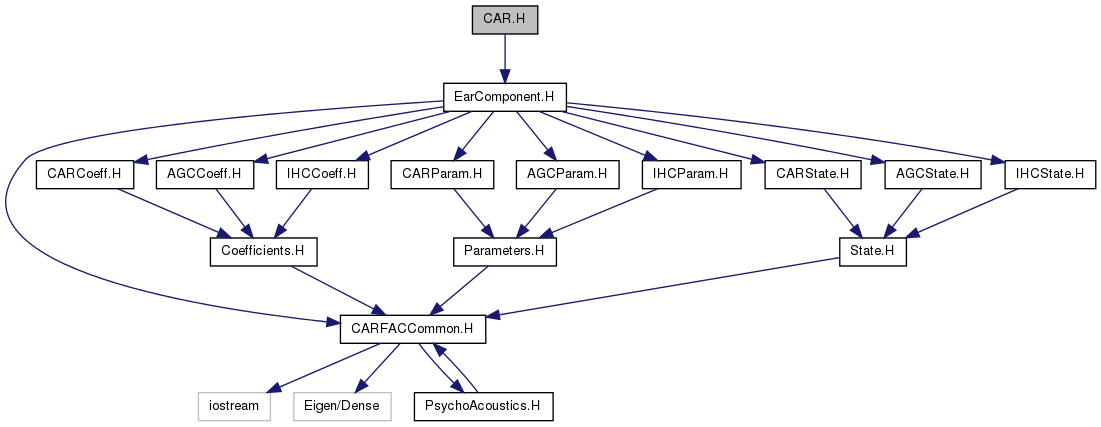 CAR.H
EarComponent.H
CARCoeff.H
AGCCoeff.H
IHCCoeff.H
CARParam.H
AGCParam.H
IHCParam.H
CARState.H
AGCState.H
IHCState.H
Coefficients.H
Parameters.H
State.H
CARFACCommon.H
iostream
Eigen/Dense
PsychoAcoustics.H